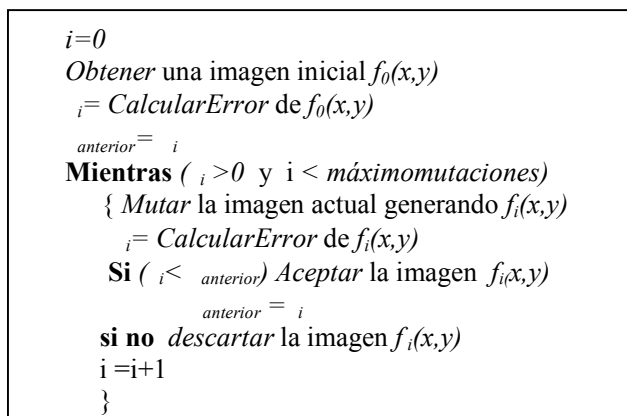 i=0
Obtener una imagen inicial f₀(x,y)
ᵢ= CalcularError de f₀(x,y)
anterior= ᵢ
Mientras ( ᵢ >0 y i < máximomutaciones)
{ Mutar la imagen actual generando fᵢ(x,y)
ᵢ= CalcularError de fᵢ(x,y)
Si ( ᵢ< anterior) Aceptar la imagen fᵢ(x,y)
anterior = ᵢ
si no descartar la imagen fᵢ(x,y)
i =i+1
}